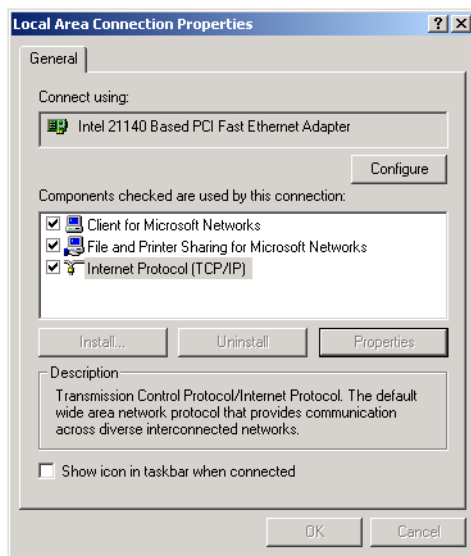 Local Area Connection Properties
General
Connect using:
Intel 21140 Based PCI Fast Ethernet Adapter
Configure
Components checked are used by this connection:
Client for Microsoft Networks
File and Printer Sharing for Microsoft Networks
Internet Protocol (TCP/IP)
Install... Uninstall Properties
Description
Transmission Control Protocol/Internet Protocol. The default
wide area network protocol that provides communication
across diverse interconnected networks.
Show icon in taskbar when connected
OK Cancel